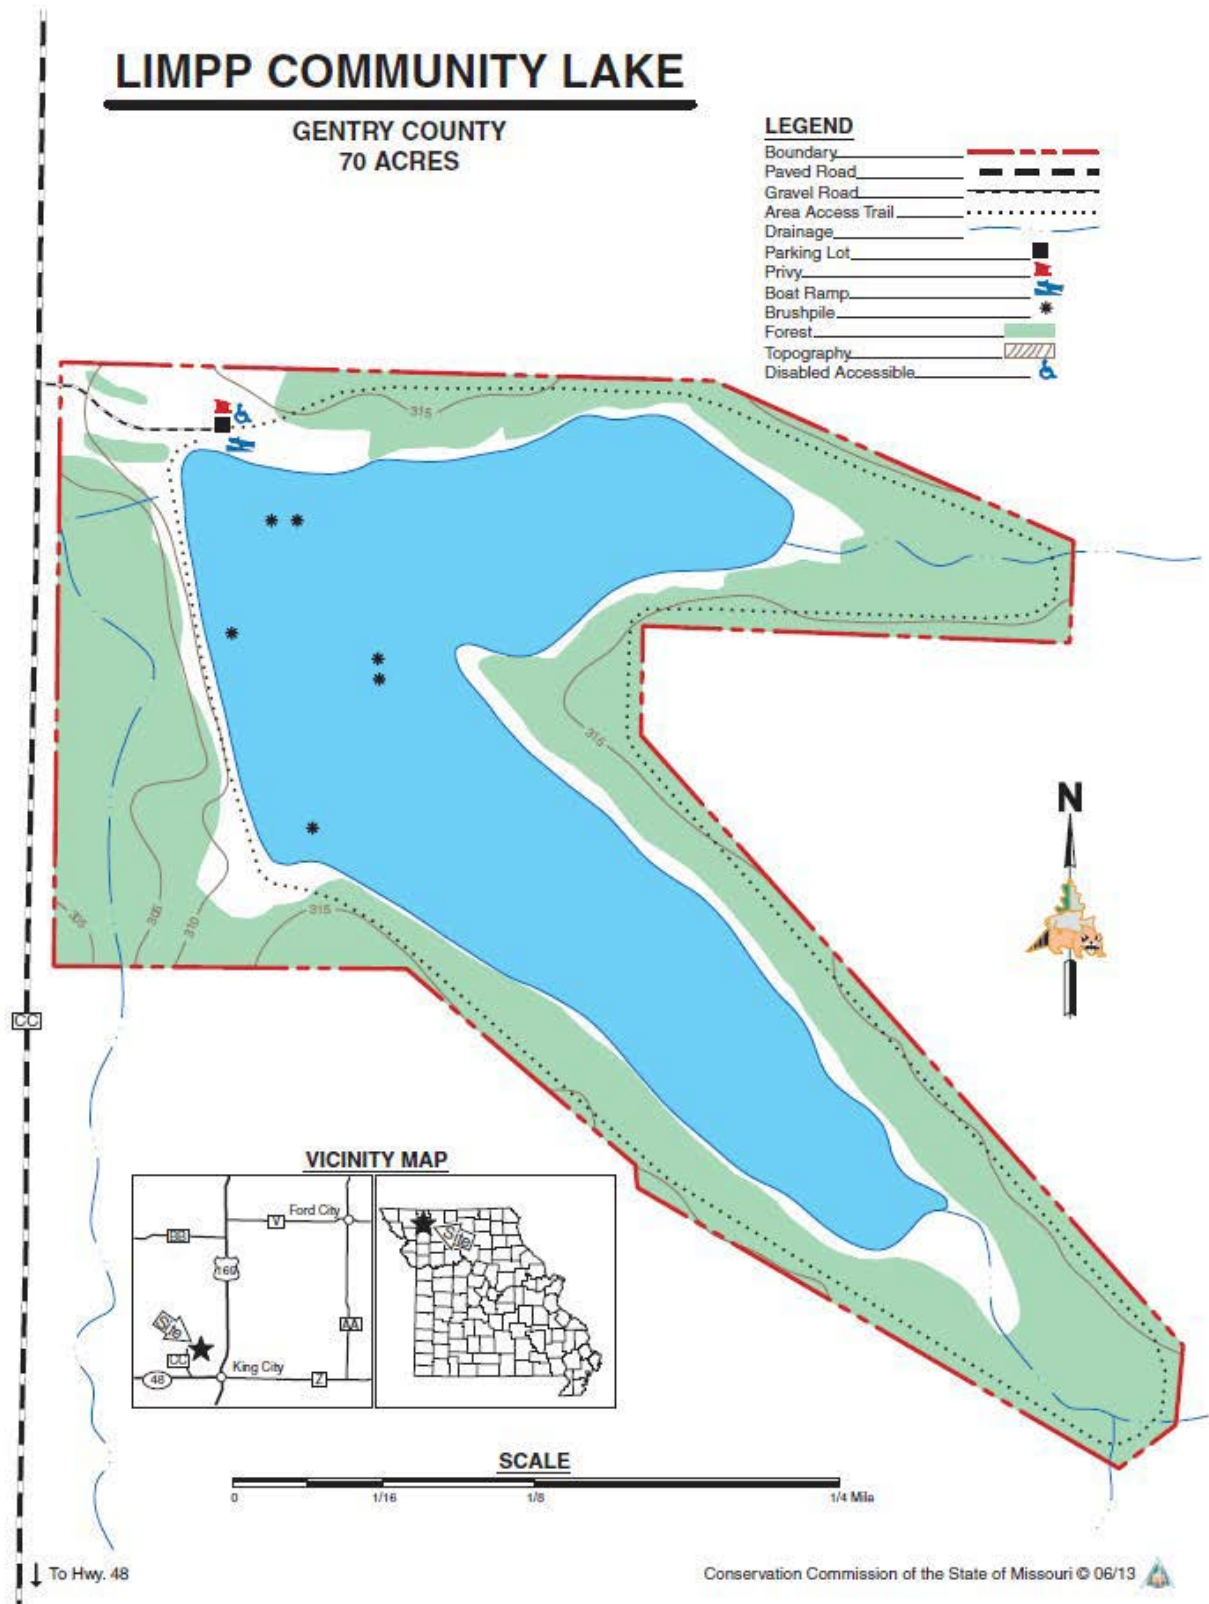 LIMPP COMMUNITY LAKE
GENTRY COUNTY
70 ACRES
LEGEND
Boundary
Paved Road
Gravel Road
Area Access Trail
Drainage
Parking Lot
Privy
Boat Ramp
Brushpile
Forest
Topography
Disabled Accessible
315
315
N
305
305
310
315
CC
VICINITY MAP
Ford City
V
BB
169
Site
AA
CC
King City
48
Z
Site
SCALE
0 1/16 1/8 1/4 Mile
To Hwy. 48
Conservation Commission of the State of Missouri © 06/13